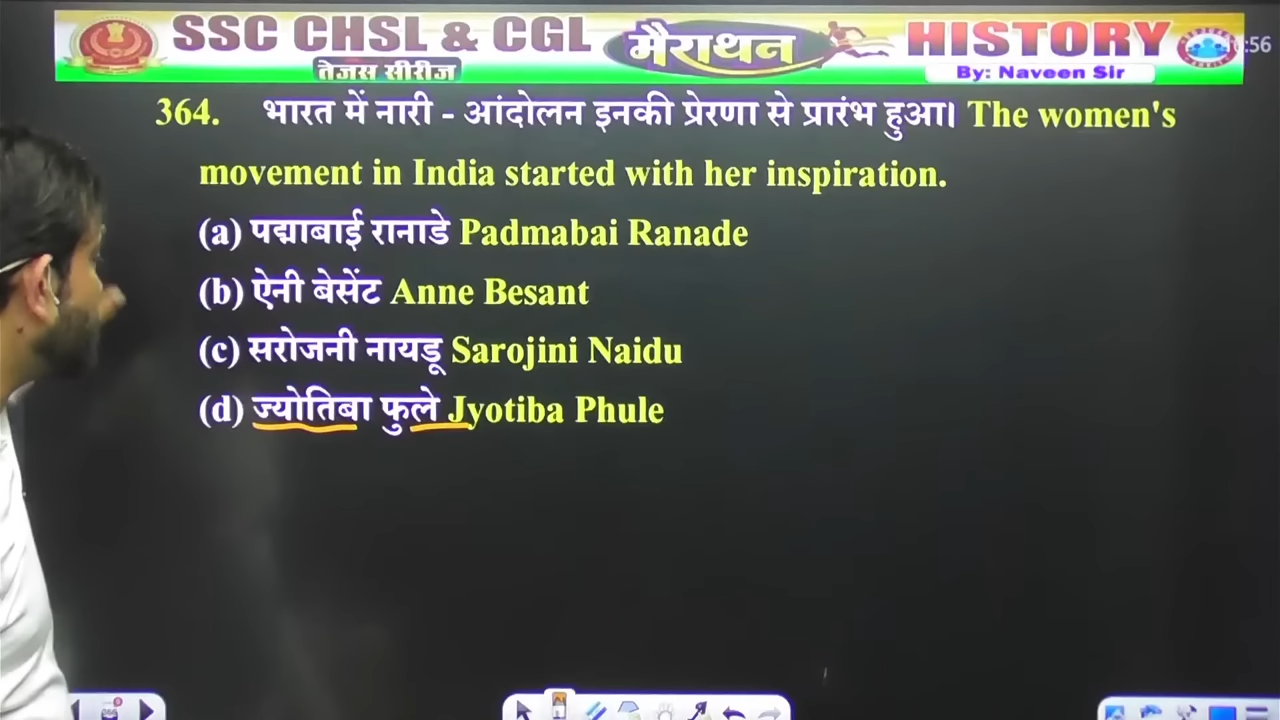 SSC CHSL & CGL मैराथन HISTORY
तेजस सीरीज By: Naveen Sir
364. भारत में नारी - आंदोलन इनकी प्रेरणा से प्रारंभ हुआ। The women's
movement in India started with her inspiration.
(a) पद्माबाई रानाडे Padmabai Ranade
(b) ऐनी बेसेंट Anne Besant
(c) सरोजनी नायडू Sarojini Naidu
(d) ज्योतिबा फुले Jyotiba Phule